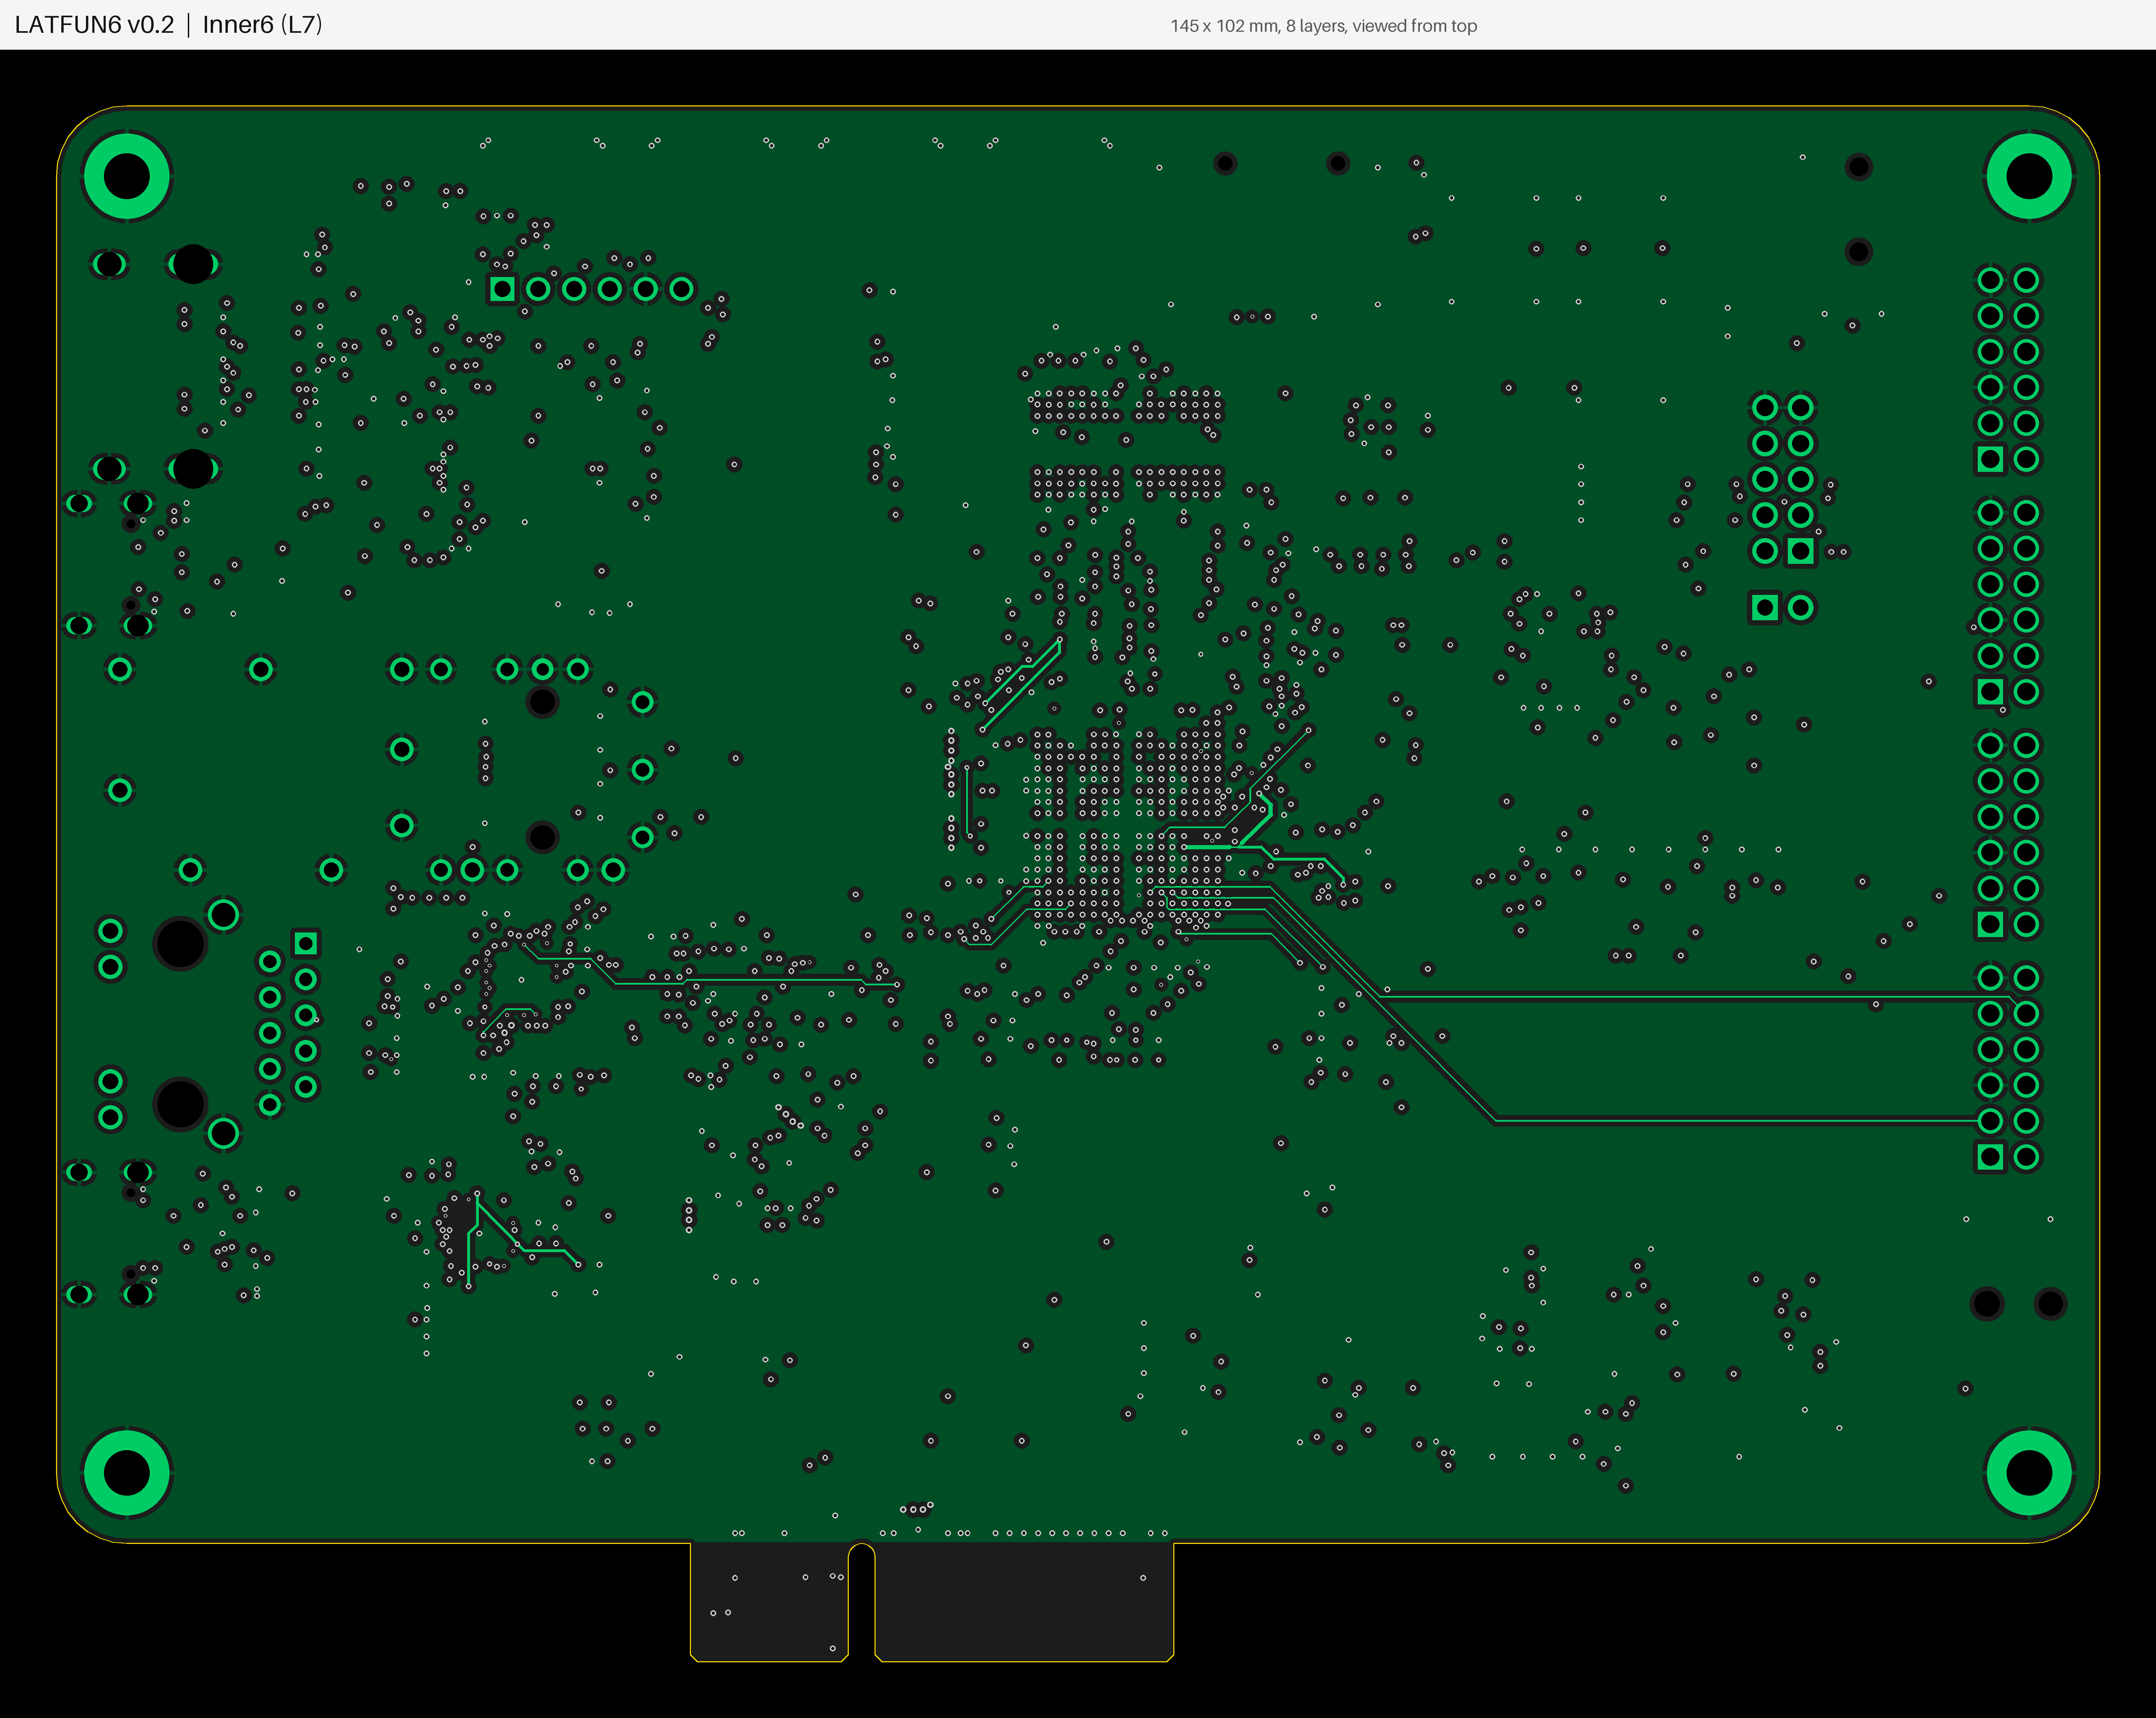 LATFUN6 v0.2 | Inner6 (L7)
145 x 102 mm, 8 layers, viewed from top